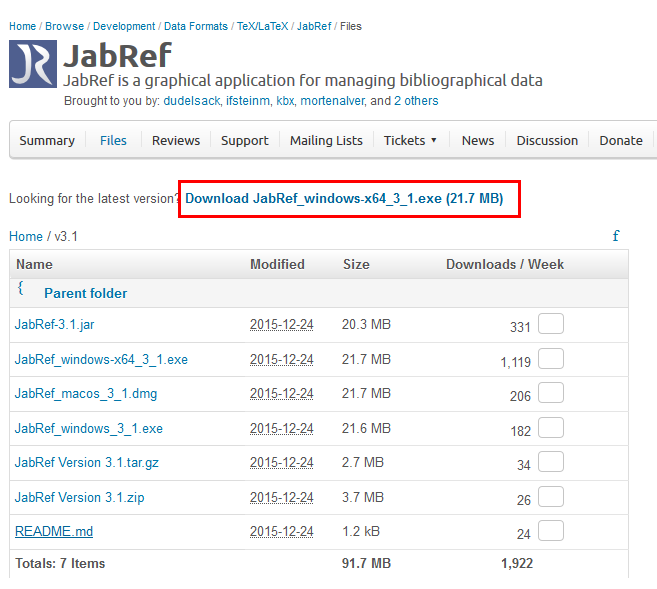 Home / Browse / Development / Data Formats / TeX/LaTeX / JabRef / Files
JR JabRef
JabRef is a graphical application for managing bibliographical data
Brought to you by: dudelsack, ifsteinm, kbx, mortenalver, and 2 others
Summary Files Reviews Support Mailing Lists Tickets ▼ News Discussion Donate
Looking for the latest version? Download JabRef_windows-x64_3_1.exe (21.7 MB)
Home / v3.1 f
Name Modified Size Downloads / Week
{ Parent folder
JabRef-3.1.jar 2015-12-24 20.3 MB 331
JabRef_windows-x64_3_1.exe 2015-12-24 21.7 MB 1,119
JabRef_macos_3_1.dmg 2015-12-24 21.7 MB 206
JabRef_windows_3_1.exe 2015-12-24 21.6 MB 182
JabRef Version 3.1.tar.gz 2015-12-24 2.7 MB 34
JabRef Version 3.1.zip 2015-12-24 3.7 MB 26
README.md 2015-12-24 1.2 kB 24
Totals: 7 Items 91.7 MB 1,922